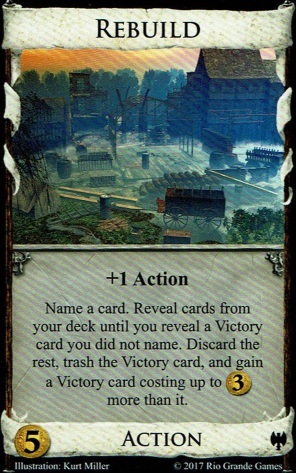 REBUILD
+1 Action
Name a card. Reveal cards from
your deck until you reveal a Victory
card you did not name. Discard the
rest, trash the Victory card, and gain
a Victory card costing up to 3
more than it.
5 ACTION
Illustration: Kurt Miller © 2017 Rio Grande Games